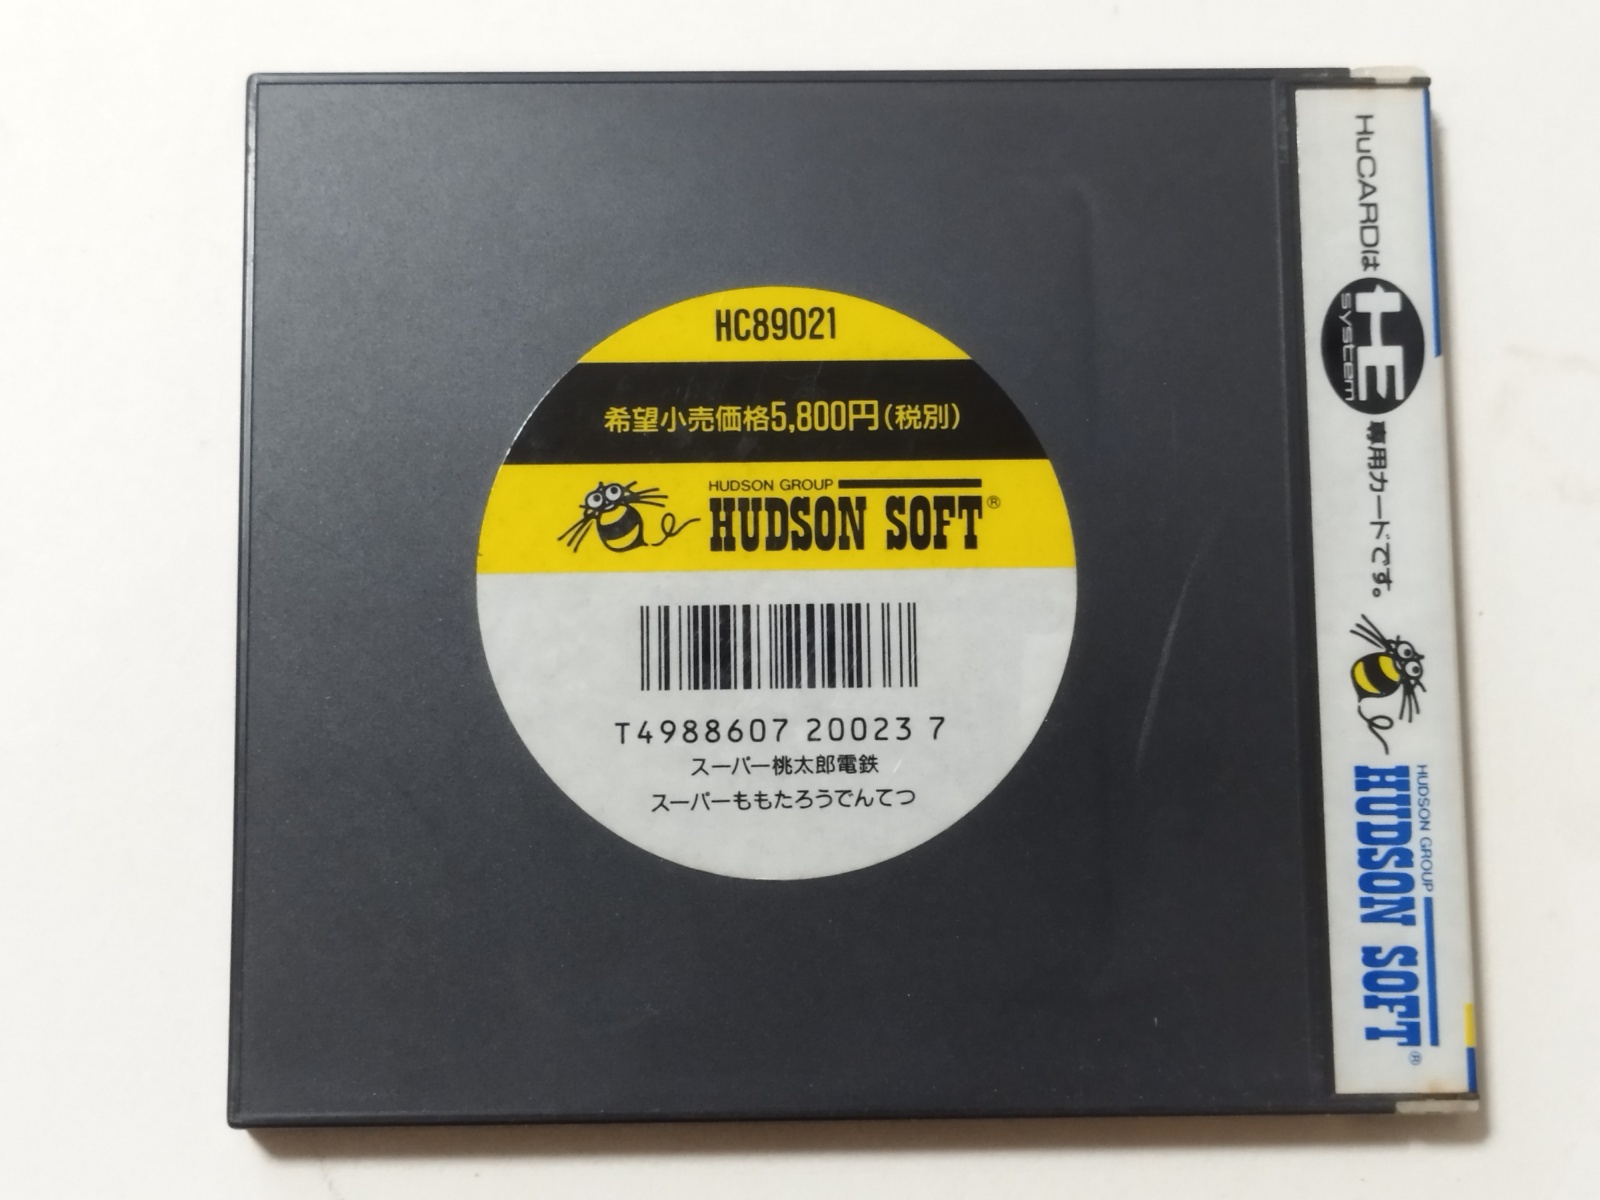 HC89021
希望小売価格5,800円(税別)
HUDSON GROUP
HUDSON SOFT®
T4988607 20023 7
スーパー桃太郎電鉄
スーパーももたろうでんてつ
HuCARDは HE system 専用カードです。
HUDSON GROUP
HUDSON SOFT®